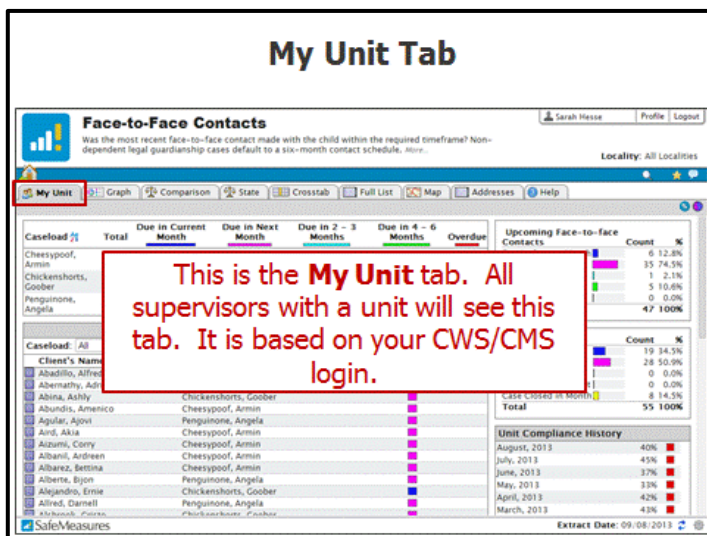 My Unit Tab
Face-to-Face Contacts
Sarah Hesse Profile Logout
Was the most recent face-to-face contact made with the child within the required timeframe? Non-
dependent legal guardianship cases default to a six-month contact schedule. More..
Locality: All Localities
My Unit Graph Comparison State Crosstab Full List Map Addresses Help
Caseload Total Due in Current Month Due in Next Month Due in 2 - 3 Months Due in 4 - 6 Months Overdue
Cheesypoof, Armin
Chickenshorts, Goober
Penguinone, Angela
Upcoming Face-to-face Contacts Count %
6 12.8%
35 74.5%
1 2.1%
5 10.6%
0 0.0%
47 100%
This is the My Unit tab. All
supervisors with a unit will see this
tab. It is based on your CWS/CMS
login.
Caseload: All
Client's Name
Abadillo, Alfred
Abernathy, Adr
Abina, Ashly Chickenshorts, Goober
Abundis, Amenico Cheesypoof, Armin
Agular, Ajovi Penguinone, Angela
Aird, Akia Cheesypoof, Armin
Aizumi, Corry Cheesypoof, Armin
Albanil, Ardreen Cheesypoof, Armin
Albarez, Bettina Cheesypoof, Armin
Alberte, Bijon Penguinone, Angela
Alejandro, Ernie Chickenshorts, Goober
Allred, Darnell Penguinone, Angela
Chickenshorts, Goober
Count %
19 34.5%
28 50.9%
0 0.0%
0 0.0%
Case Closed in Month 8 14.5%
Total 55 100%
Unit Compliance History
August, 2013 40%
July, 2013 45%
June, 2013 37%
May, 2013 33%
April, 2013 42%
March, 2013 43%
SafeMeasures
Extract Date: 09/08/2013